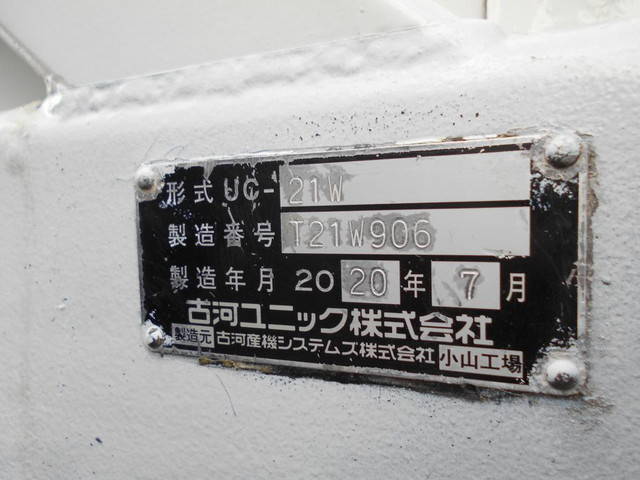 形式 UC-21W
製造番号 T21W906
製造年月 2020年 7月
古河ユニック株式会社
製造元 古河産機システムズ株式会社 小山工場